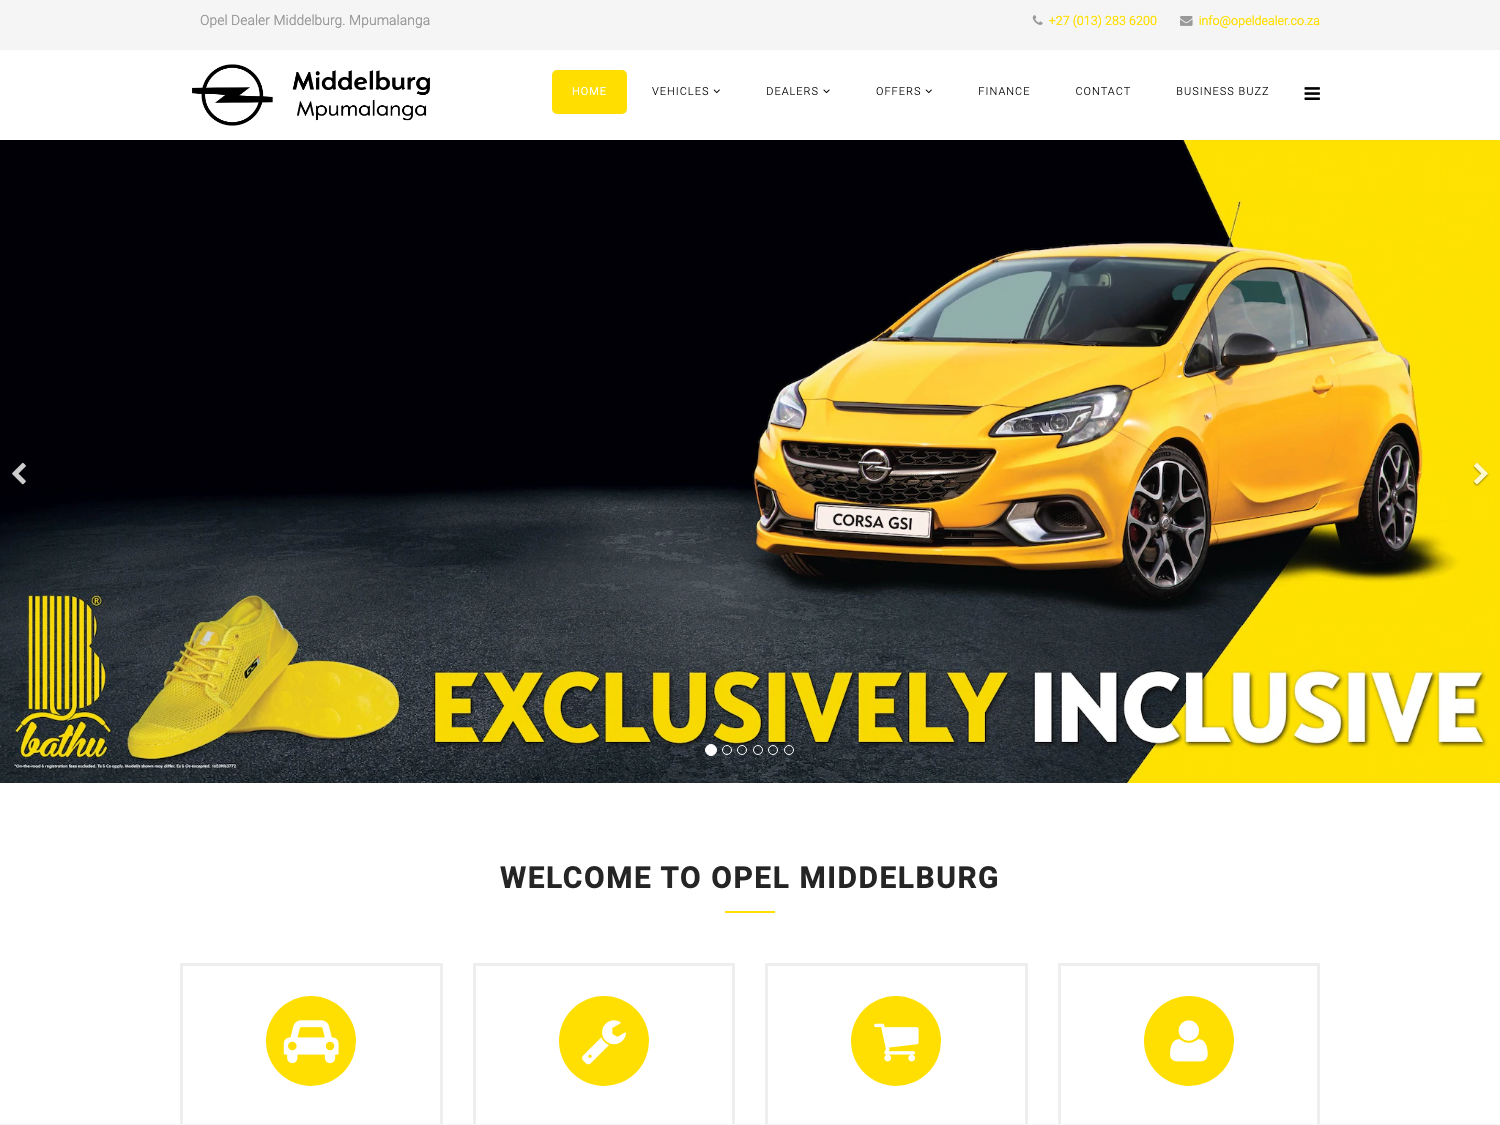 Opel Dealer Middelburg. Mpumalanga
+27 (013) 283 6200
info@opeldealer.co.za
Middelburg
Mpumalanga
HOME
VEHICLES
DEALERS
OFFERS
FINANCE
CONTACT
BUSINESS BUZZ
CORSA GSI
B®
bathu
EXCLUSIVELY INCLUSIVE
WELCOME TO OPEL MIDDELBURG